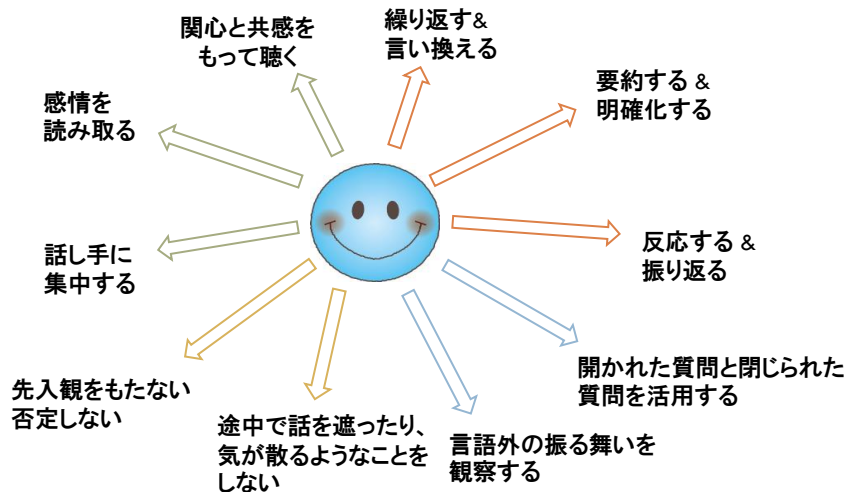 関心と共感を
もって聴く
繰り返す&
言い換える
要約する &
明確化する
反応する &
振り返る
開かれた質問と閉じられた
質問を活用する
言語外の振る舞いを
観察する
途中で話を遮ったり、
気が散るようなことを
しない
先入観をもたない
否定しない
話し手に
集中する
感情を
読み取る